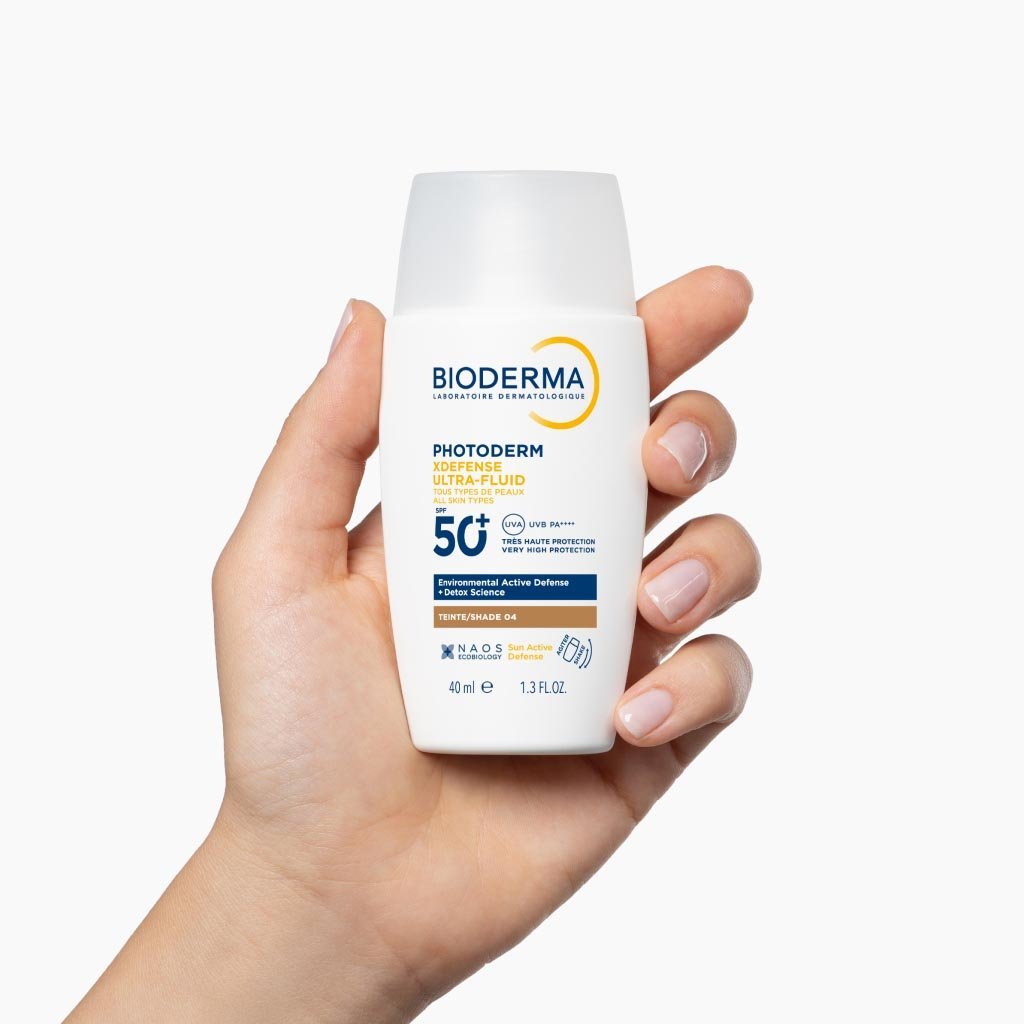 BIODERMA
LABORATOIRE DERMATOLOGIQUE
PHOTODERM
XDEFENSE
ULTRA-FLUID
TOUS TYPES DE PEAUX
ALL SKIN TYPES
SPF
50+
UVA UVB PA++++
TRÈS HAUTE PROTECTION
VERY HIGH PROTECTION
Environmental Active Defense
+ Detox Science
TEINTE/SHADE 04
NAOS
ECOBIOLOGY
Sun Active
Defense
AGITER
SHAKE
40 ml ℮ 1.3 FL.OZ.